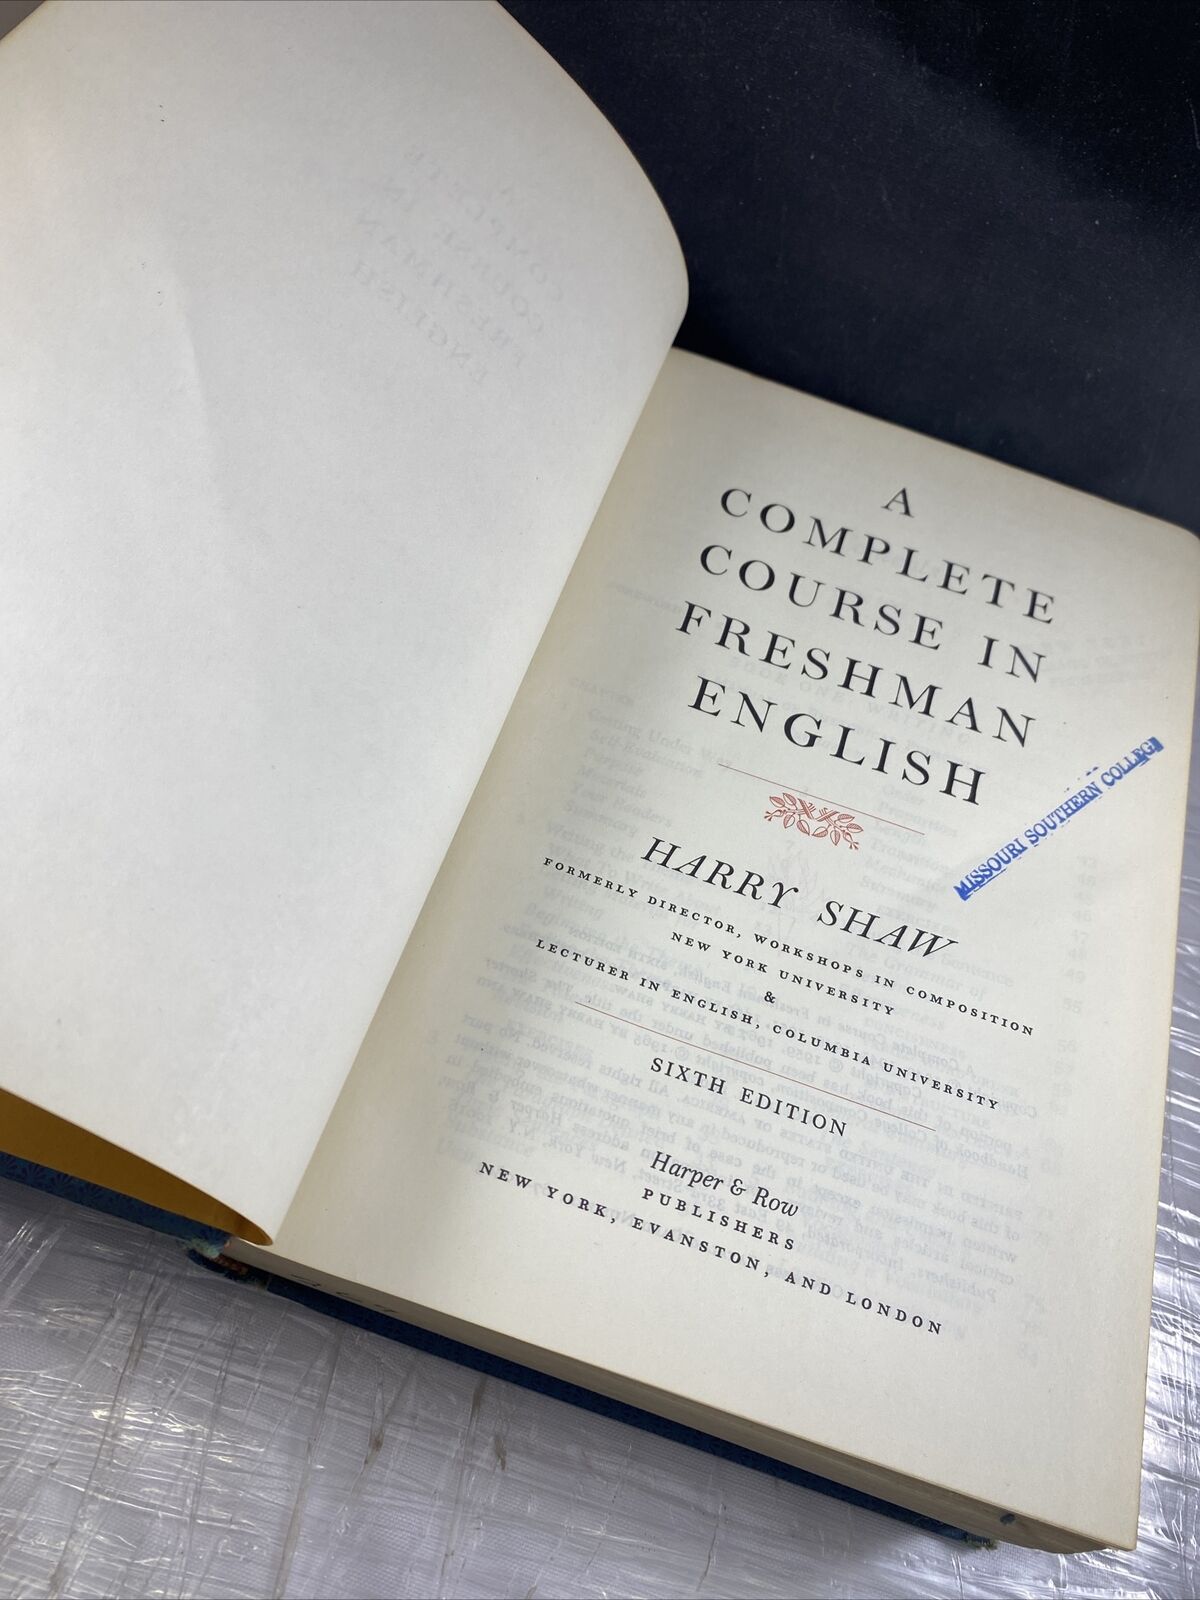 A
COMPLETE
COURSE IN
FRESHMAN
ENGLISH
HARRY SHAW
FORMERLY DIRECTOR, WORKSHOPS IN COMPOSITION
NEW YORK UNIVERSITY
&
LECTURER IN ENGLISH, COLUMBIA UNIVERSITY
SIXTH EDITION
Harper & Row
PUBLISHERS
NEW YORK, EVANSTON, AND LONDON
MISSOURI SOUTHERN COLLEGE